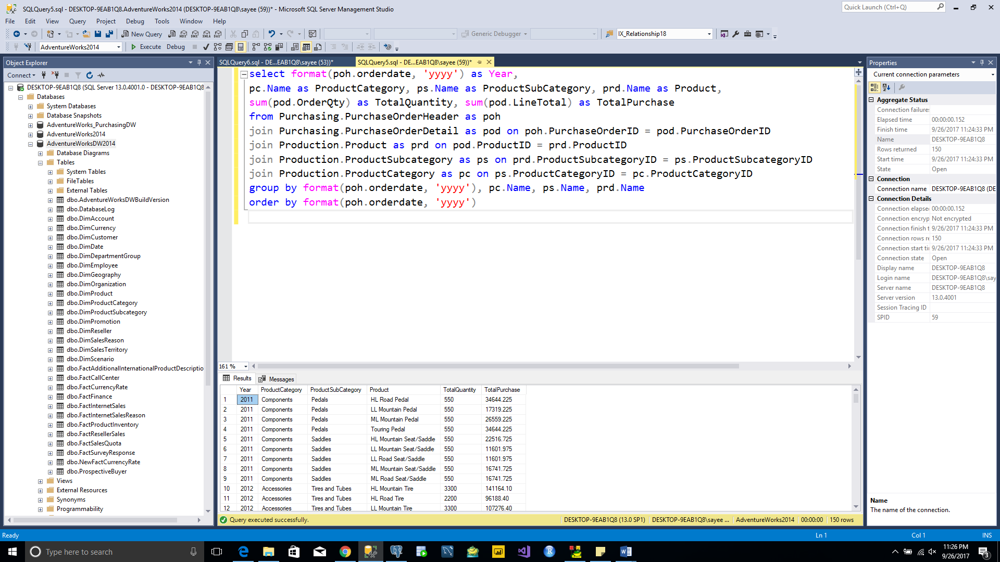 SQLQuery5.sql - DESKTOP-9EAB1Q8.AdventureWorks2014 (DESKTOP-9EAB1Q8\sayee (59))* - Microsoft SQL Server Management Studio
Quick Launch (Ctrl+Q)
File Edit View Query Project Debug Tools Window Help
New Query
MDX DMX XMLA DAX
Generic Debugger
IX_Relationship18
AdventureWorks2014
Execute Debug
Object Explorer
Connect
DESKTOP-9EAB1Q8 (SQL Server 13.0.4001.0 - DESKTOP-9EAB1Q8
Databases
System Databases
Database Snapshots
AdventureWorks_PurchasingDW
AdventureWorks2014
AdventureWorksDW2014
Database Diagrams
Tables
System Tables
FileTables
External Tables
dbo.AdventureWorksDWBuildVersion
dbo.DatabaseLog
dbo.DimAccount
dbo.DimCurrency
dbo.DimCustomer
dbo.DimDate
dbo.DimDepartmentGroup
dbo.DimEmployee
dbo.DimGeography
dbo.DimOrganization
dbo.DimProduct
dbo.DimProductCategory
dbo.DimProductSubcategory
dbo.DimPromotion
dbo.DimReseller
dbo.DimSalesReason
dbo.DimSalesTerritory
dbo.DimScenario
dbo.FactAdditionalInternationalProductDescriptio
dbo.FactCallCenter
dbo.FactCurrencyRate
dbo.FactFinance
dbo.FactInternetSales
dbo.FactInternetSalesReason
dbo.FactProductInventory
dbo.FactResellerSales
dbo.FactSalesQuota
dbo.FactSurveyResponse
dbo.NewFactCurrencyRate
dbo.ProspectiveBuyer
Views
External Resources
Synonyms
Programmability
SQLQuery6.sql - DE...EAB1Q8\sayee (53))*
SQLQuery5.sql - DE...EAB1Q8\sayee (59))*
select format(poh.orderdate, 'yyyy') as Year,
pc.Name as ProductCategory, ps.Name as ProductSubCategory, prd.Name as Product,
sum(pod.OrderQty) as TotalQuantity, sum(pod.LineTotal) as TotalPurchase
from Purchasing.PurchaseOrderHeader as poh
join Purchasing.PurchaseOrderDetail as pod on poh.PurchaseOrderID = pod.PurchaseOrderID
join Production.Product as prd on pod.ProductID = prd.ProductID
join Production.ProductSubcategory as ps on prd.ProductSubcategoryID = ps.ProductSubcategoryID
join Production.ProductCategory as pc on ps.ProductCategoryID = pc.ProductCategoryID
group by format(poh.orderdate, 'yyyy'), pc.Name, ps.Name, prd.Name
order by format(poh.orderdate, 'yyyy')
161 %
Results Messages
Year ProductCategory ProductSubCategory Product TotalQuantity TotalPurchase
1 2011 Components Pedals HL Road Pedal 550 34644.225
2 2011 Components Pedals LL Mountain Pedal 550 17319.225
3 2011 Components Pedals ML Mountain Pedal 550 26559.225
4 2011 Components Pedals Touring Pedal 550 34644.225
5 2011 Components Saddles HL Mountain Seat/Saddle 550 22516.725
6 2011 Components Saddles LL Mountain Seat/Saddle 550 11601.975
7 2011 Components Saddles LL Road Seat/Saddle 550 11601.975
8 2011 Components Saddles ML Mountain Seat/Saddle 550 16741.725
9 2011 Components Saddles ML Road Seat/Saddle 550 16741.725
10 2012 Accessories Tires and Tubes HL Mountain Tire 3300 141164.10
11 2012 Accessories Tires and Tubes HL Road Tire 2200 96188.40
12 2012 Accessories Tires and Tubes LL Mountain Tire 3300 107276.40
Query executed successfully.
DESKTOP-9EAB1Q8 (13.0 SP1) DESKTOP-9EAB1Q8\sayee ... AdventureWorks2014 00:00:00 150 rows
Properties
Current connection parameters
Aggregate Status
Connection failures
Elapsed time 00:00:00.152
Finish time 9/26/2017 11:24:33 PM
Name DESKTOP-9EAB1Q8
Rows returned 150
Start time 9/26/2017 11:24:33 PM
State Open
Connection
Connection name DESKTOP-9EAB1Q8 (DE
Connection Details
Connection elapse 00:00:00.152
Connection encryp Not encrypted
Connection finish t 9/26/2017 11:24:33 PM
Connection rows re 150
Connection start ti 9/26/2017 11:24:33 PM
Connection state Open
Display name DESKTOP-9EAB1Q8
Login name DESKTOP-9EAB1Q8\say
Server name DESKTOP-9EAB1Q8
Server version 13.0.4001
Session Tracing ID
SPID 59
Name
The name of the connection.
Ready
Ln 1 Col 1 INS
Type here to search
11:26 PM
9/26/2017
3